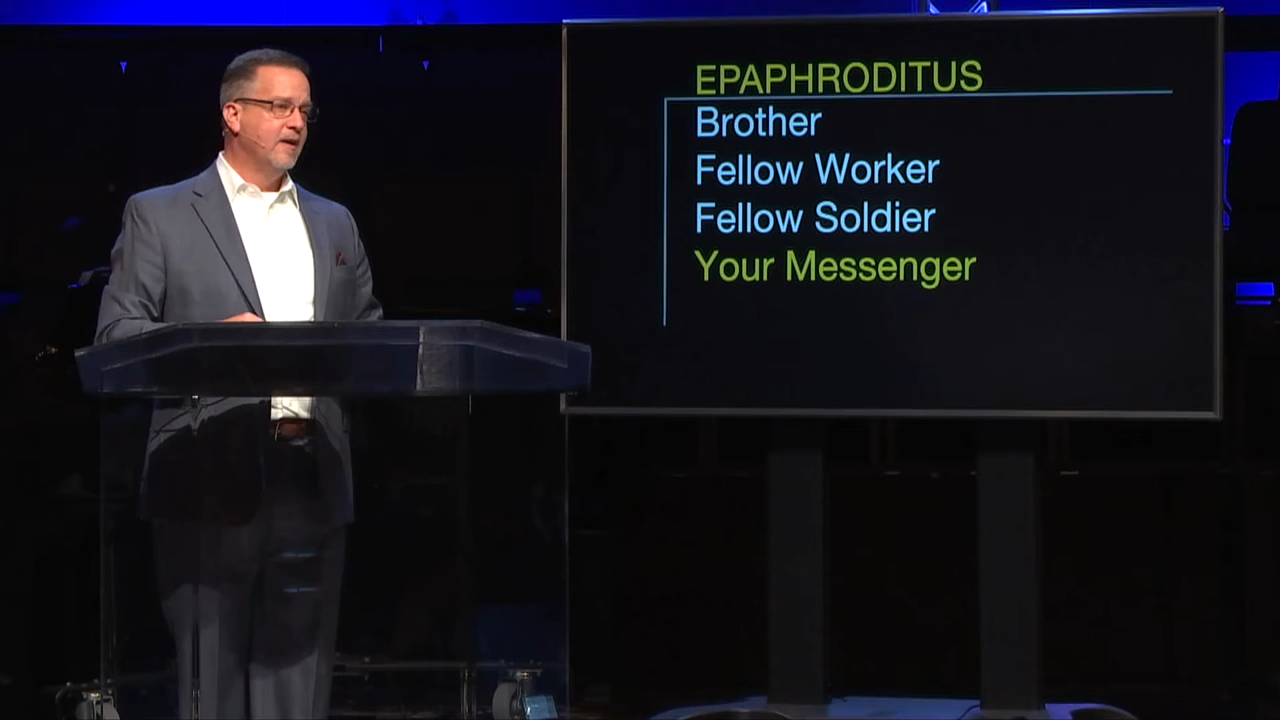 EPAPHRODITUS
Brother
Fellow Worker
Fellow Soldier
Your Messenger